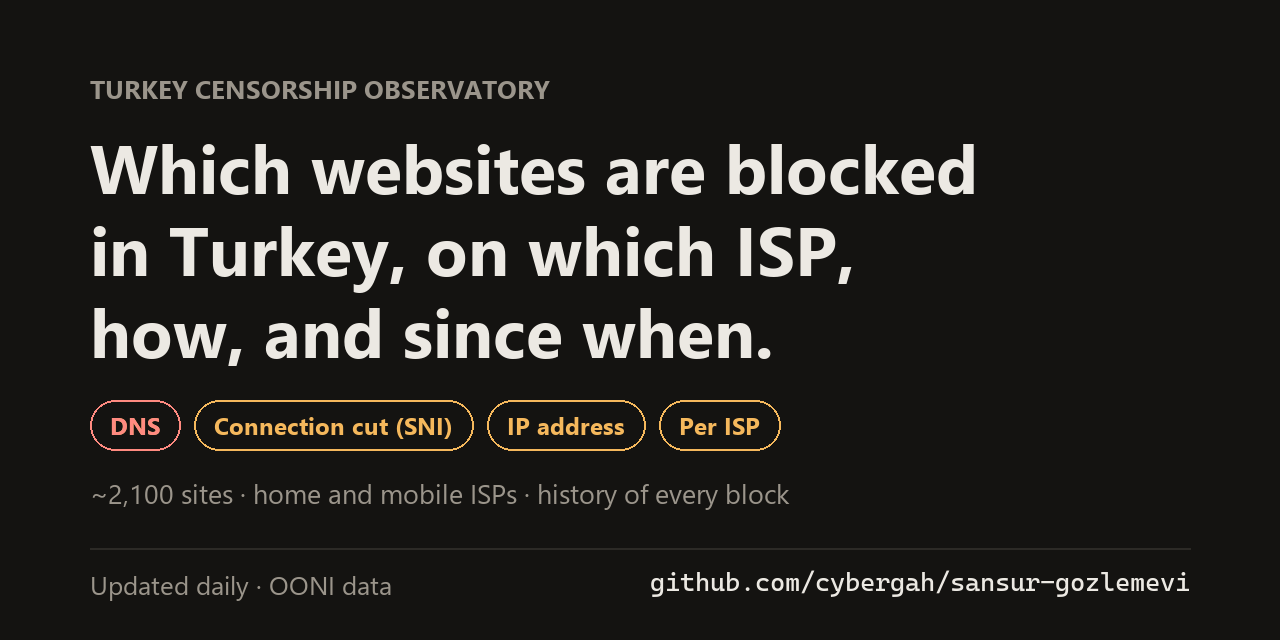 TURKEY CENSORSHIP OBSERVATORY
Which websites are blocked
in Turkey, on which ISP,
how, and since when.
DNS
Connection cut (SNI)
IP address
Per ISP
~2,100 sites · home and mobile ISPs · history of every block
Updated daily · OONI data
github.com/cybergah/sansur-gozlemevi